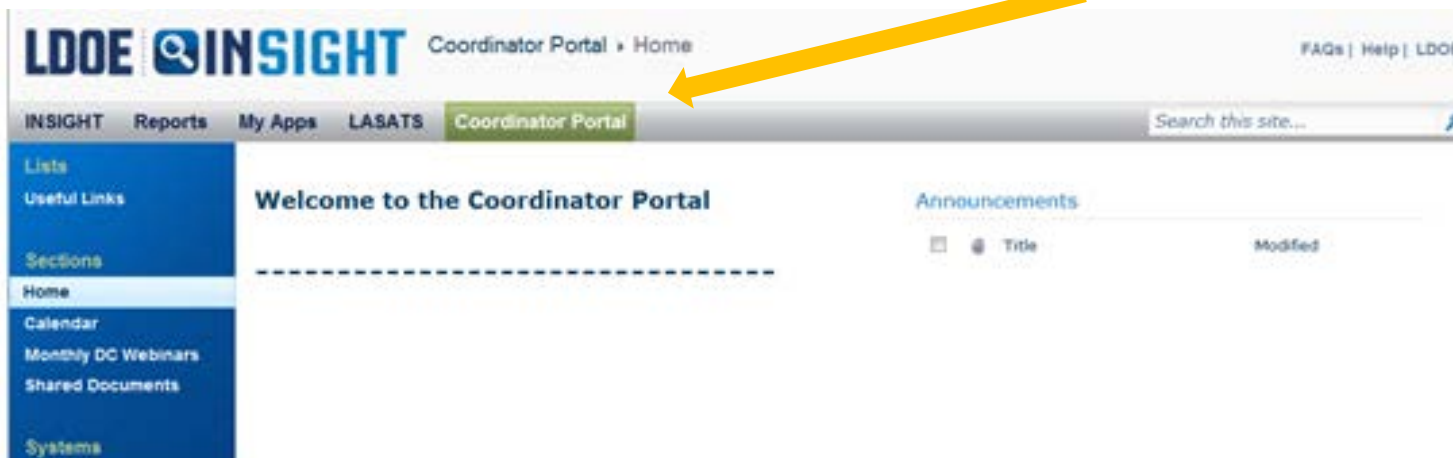 LDOE INSIGHT Coordinator Portal › Home
FAQs | Help | LDOE
INSIGHT Reports My Apps LASATS Coordinator Portal
Search this site...
Lists
Useful Links
Sections
Home
Calendar
Monthly DC Webinars
Shared Documents
Systems
Welcome to the Coordinator Portal
---------------------------------
Announcements
Title Modified